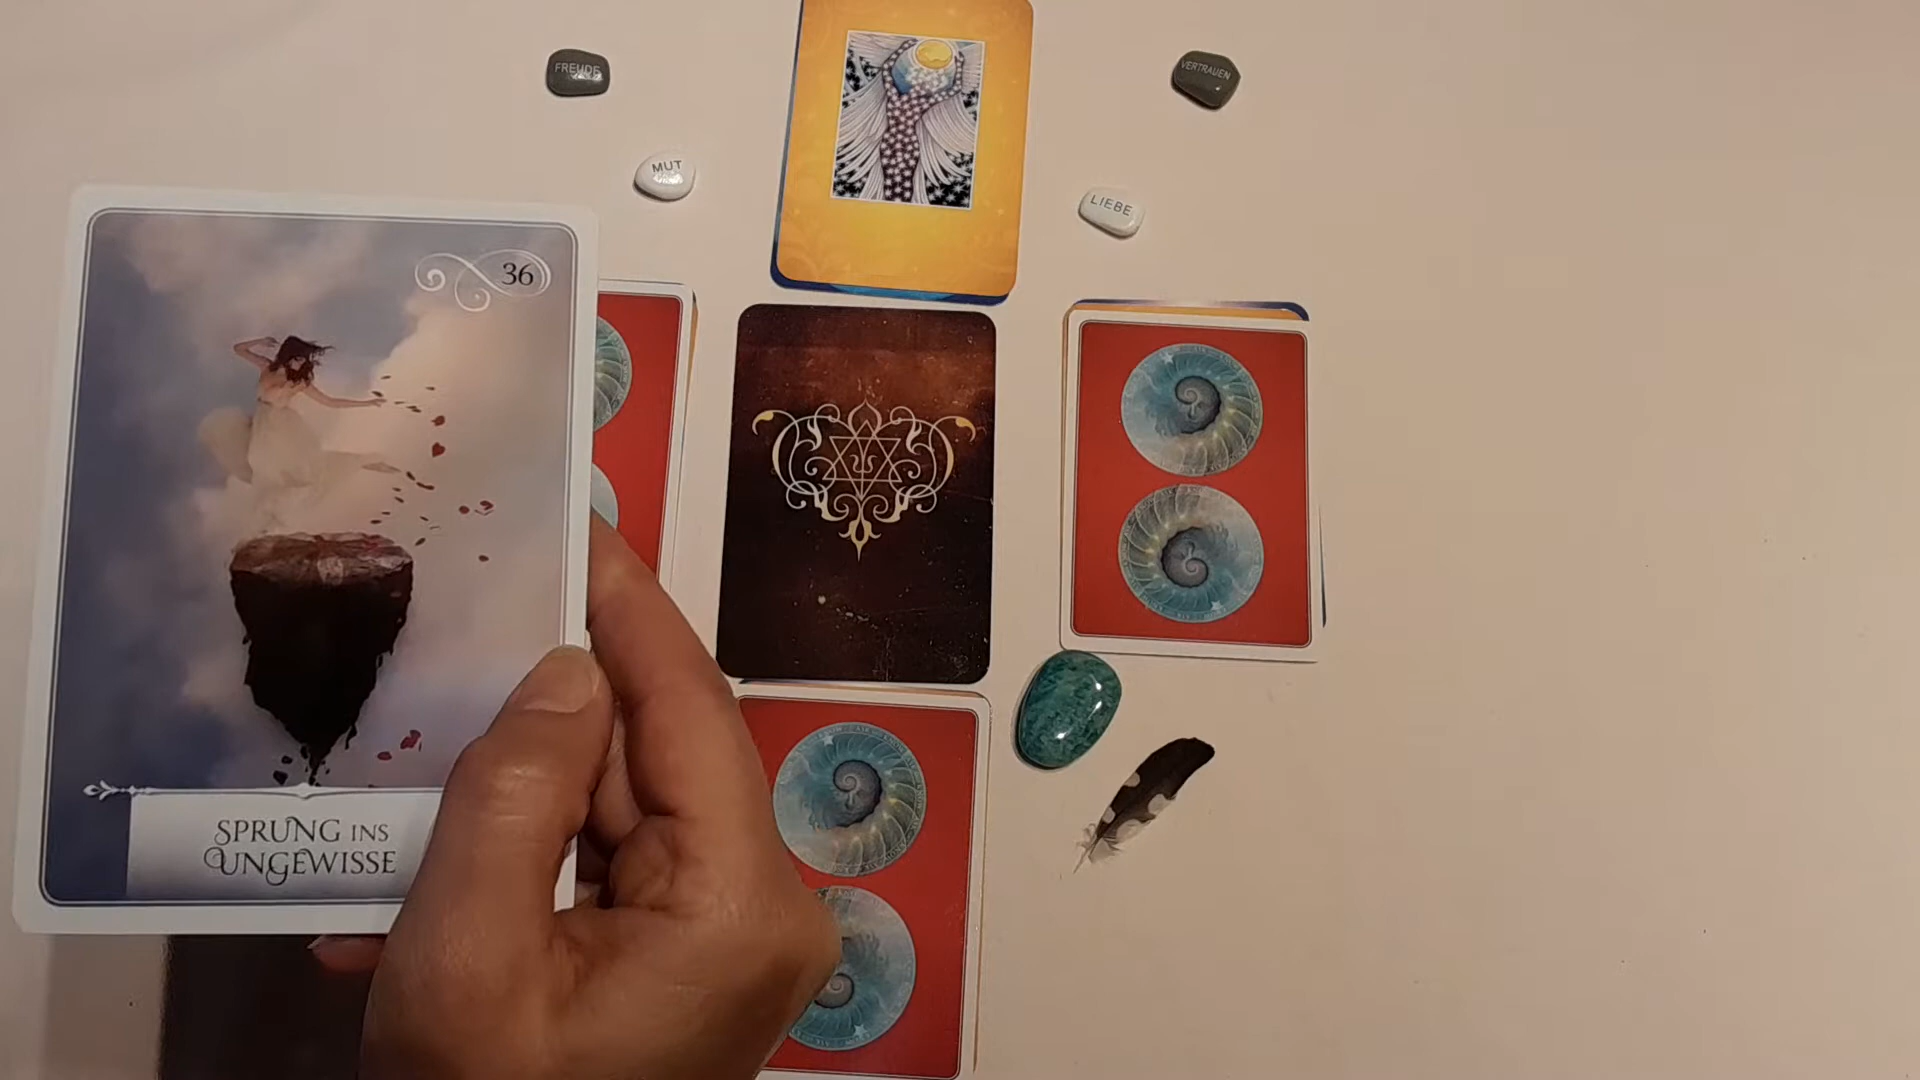 FREUDE
VERTRAUEN
MUT
LIEBE
36
SPRUNG INS
UNGEWISSE